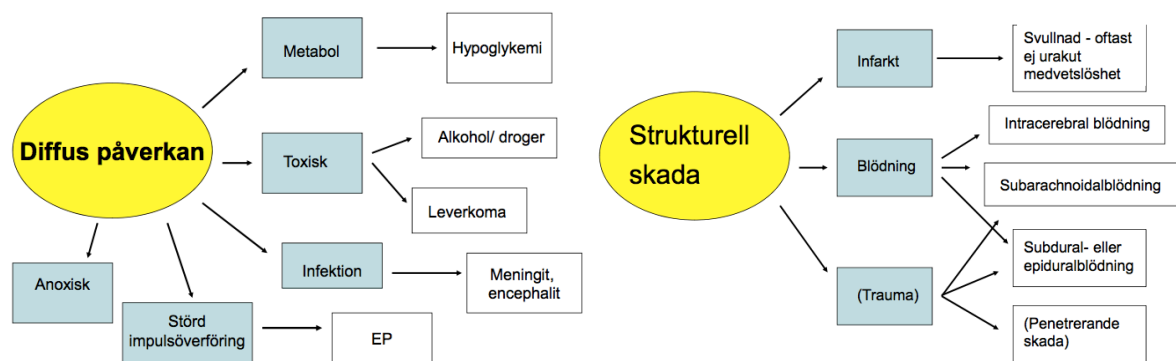 Diffus påverkan
Metabol
Hypoglykemi
Toxisk
Alkohol/ droger
Leverkoma
Infektion
Meningit,
encephalit
Störd
impulsöverföring
EP
Anoxisk
Strukturell
skada
Infarkt
Svullnad - oftast
ej urakut
medvetslöshet
Blödning
Intracerebral blödning
Subarachnoidalblödning
Subdural- eller
epiduralblödning
(Trauma)
(Penetrerande
skada)